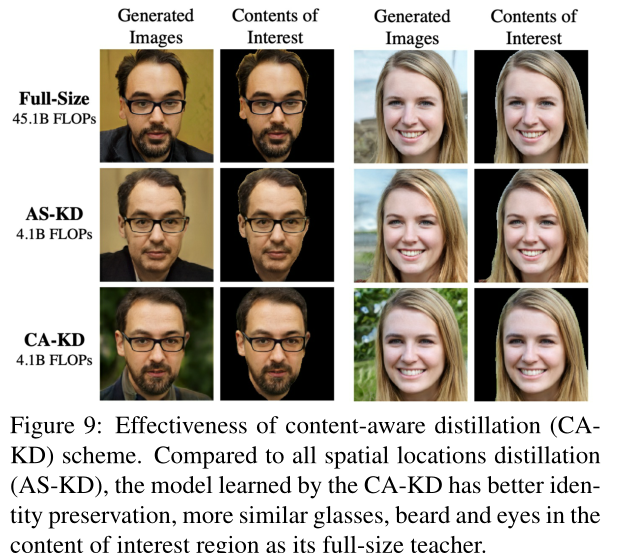 Generated Images
Contents of Interest
Generated Images
Contents of Interest
Full-Size
45.1B FLOPs
AS-KD
4.1B FLOPs
CA-KD
4.1B FLOPs
Figure 9: Effectiveness of content-aware distillation (CA-
KD) scheme. Compared to all spatial locations distillation
(AS-KD), the model learned by the CA-KD has better iden-
tity preservation, more similar glasses, beard and eyes in the
content of interest region as its full-size teacher.